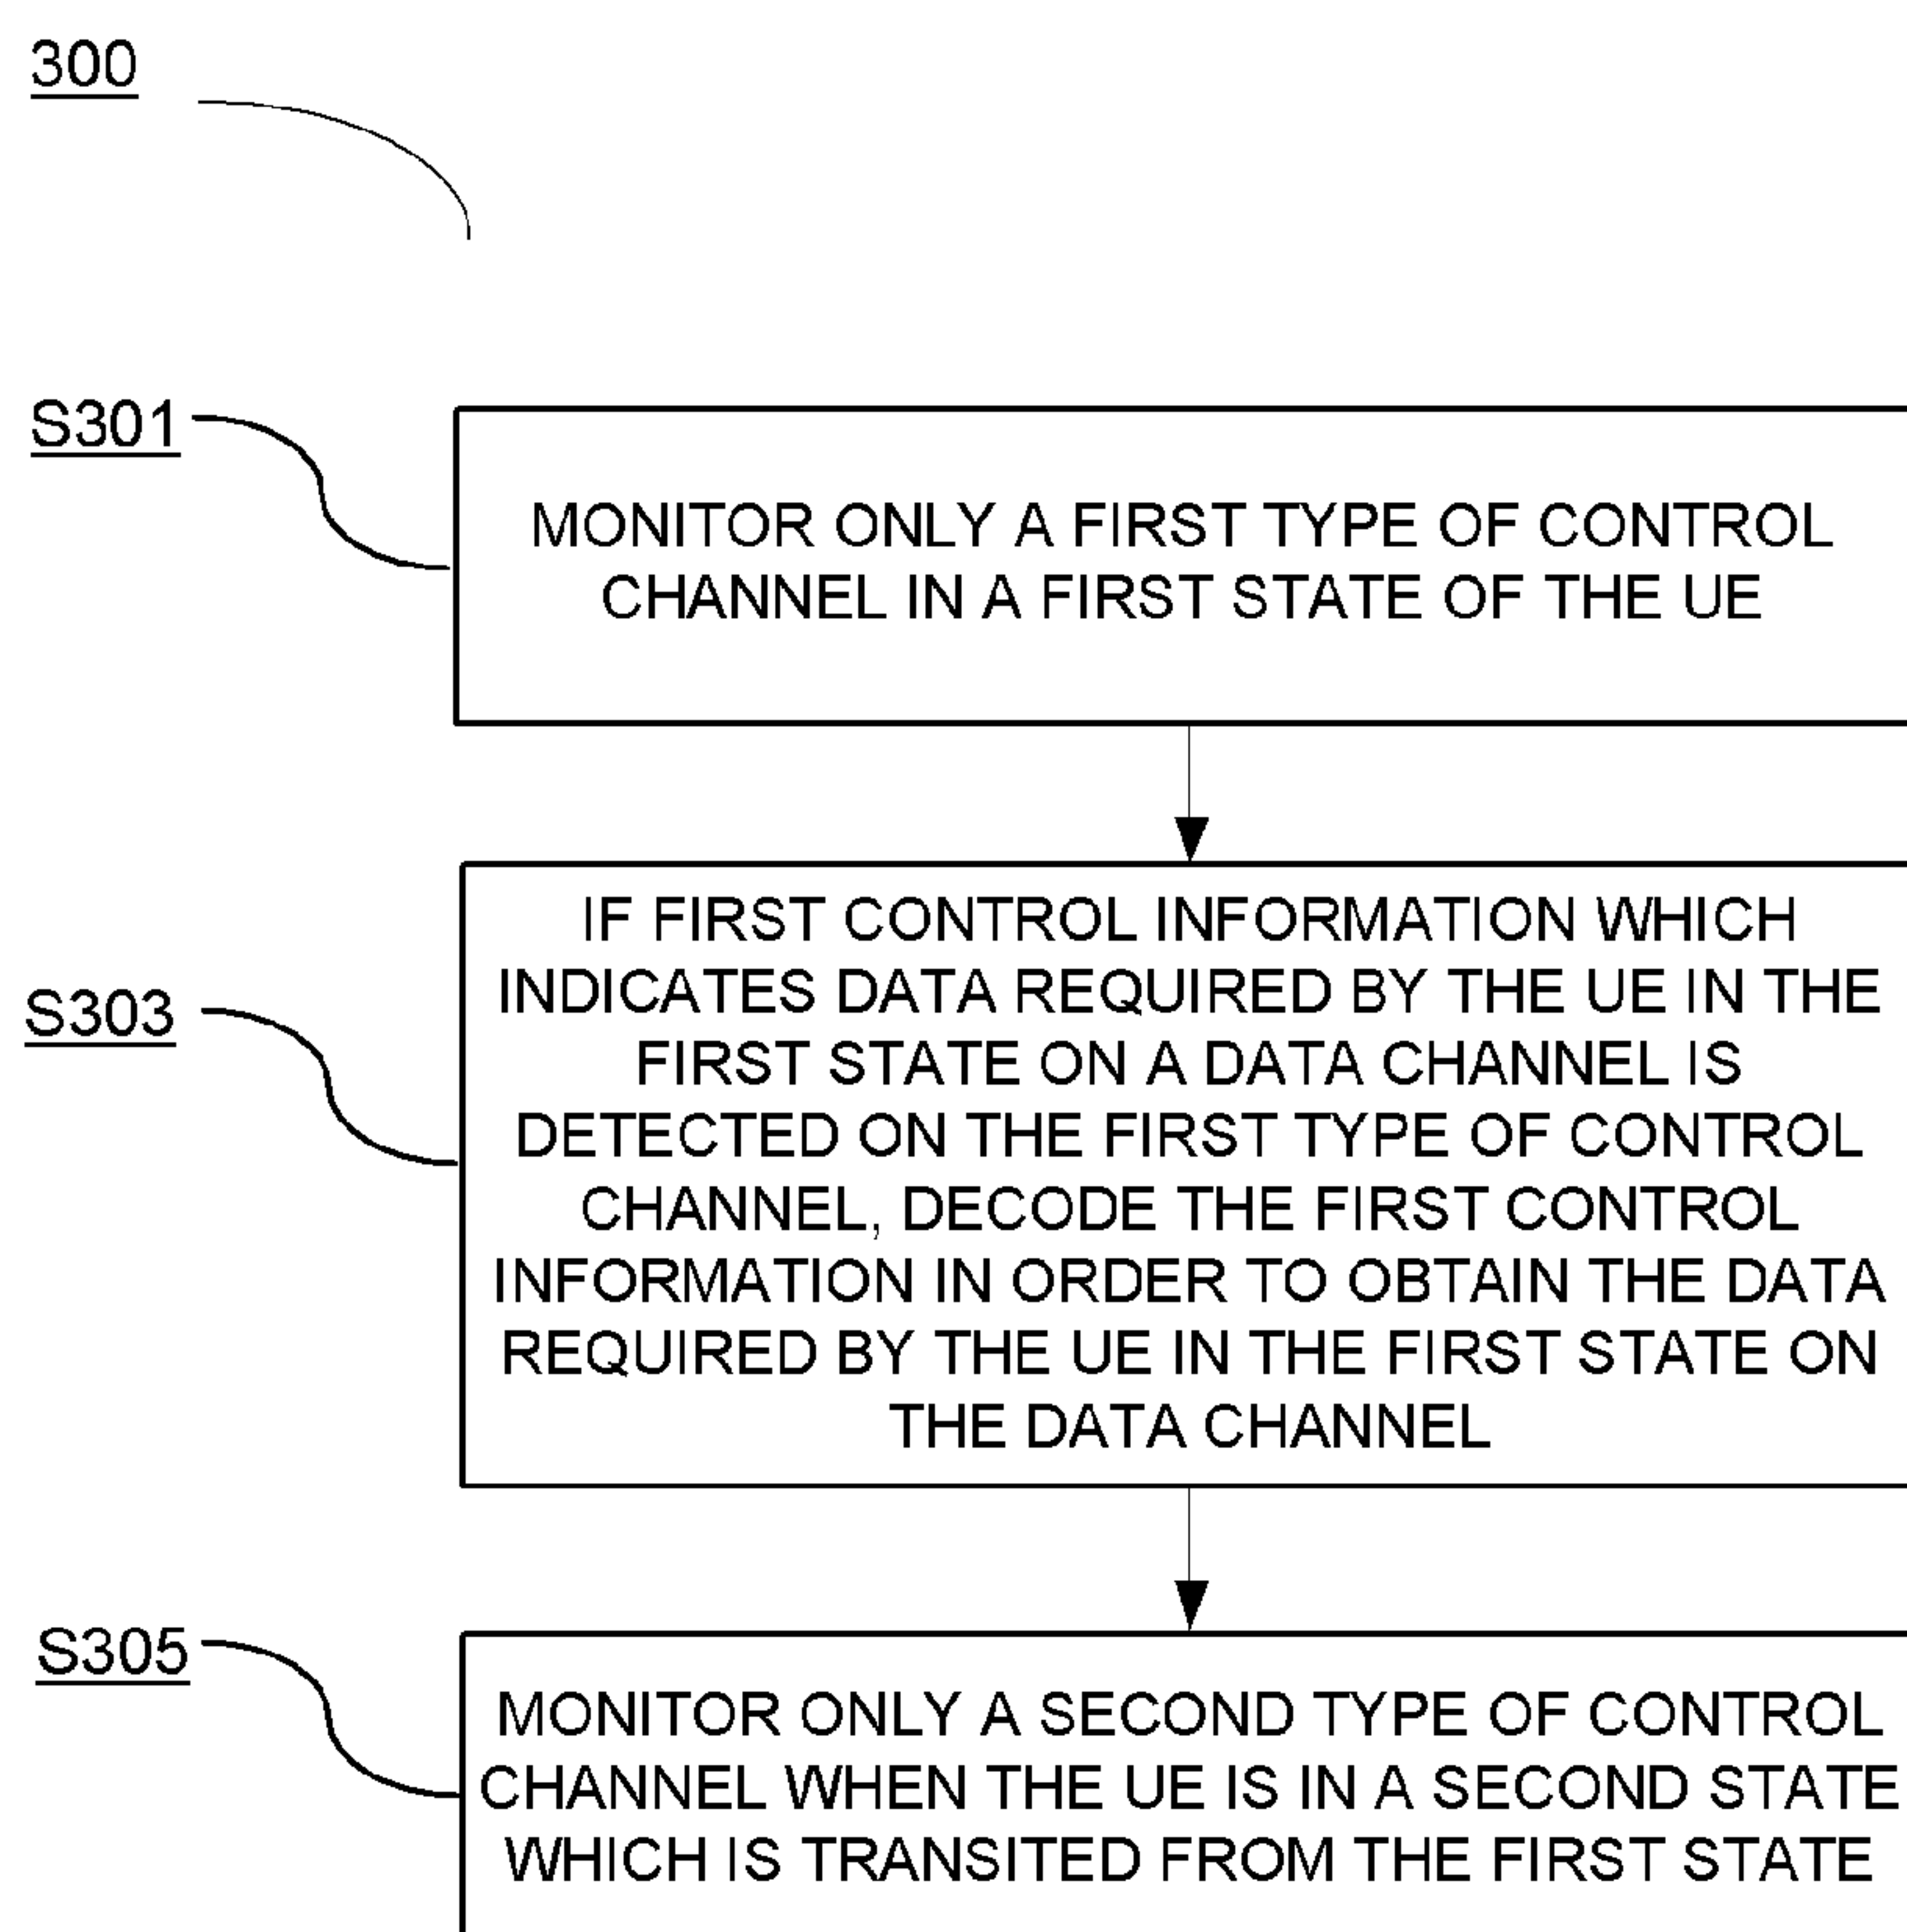 300
S301
MONITOR ONLY A FIRST TYPE OF CONTROL
CHANNEL IN A FIRST STATE OF THE UE
S303
IF FIRST CONTROL INFORMATION WHICH
INDICATES DATA REQUIRED BY THE UE IN THE
FIRST STATE ON A DATA CHANNEL IS
DETECTED ON THE FIRST TYPE OF CONTROL
CHANNEL, DECODE THE FIRST CONTROL
INFORMATION IN ORDER TO OBTAIN THE DATA
REQUIRED BY THE UE IN THE FIRST STATE ON
THE DATA CHANNEL
S305
MONITOR ONLY A SECOND TYPE OF CONTROL
CHANNEL WHEN THE UE IS IN A SECOND STATE
WHICH IS TRANSITED FROM THE FIRST STATE